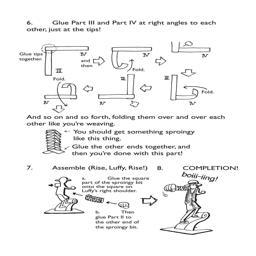 6. Glue Part III and Part IV at right angles to each
other, just at the tips!
Glue tips
together.
III
IV
and
then
Fold.
IV
Fold.
IV
Fold.
IV
Fold.
And so on and so forth, folding them over and over each
other like you're weaving.
You should get something sproingy
like this thing.
Glue the other ends together, and
then you're done with this part!
7. Assemble (Rise, Luffy, Rise!)
a. Glue the square
part of the sproingy bit
onto the square on
Luffy's right shoulder.
b. Then
glue Part II to
the other end of
the sproingy bit.
8. COMPLETION!
boiii-iing!